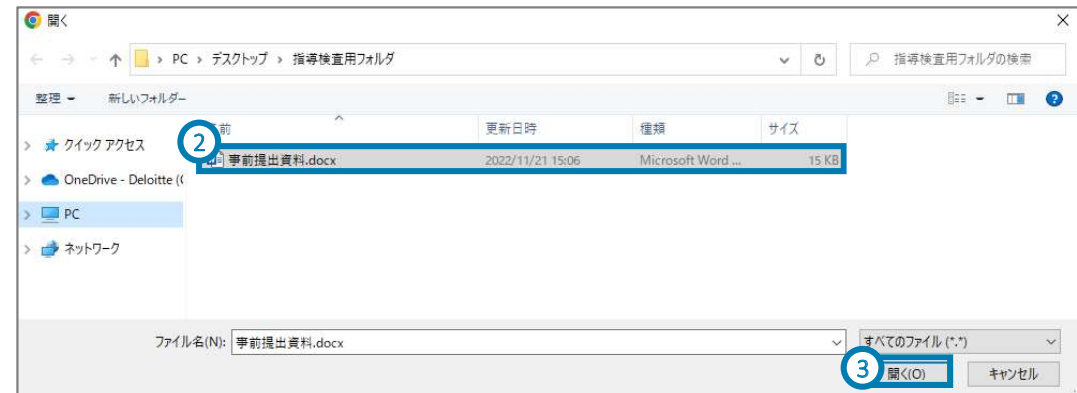 開く
PC › デスクトップ › 指導検査用フォルダ
指導検査用フォルダの検索
整理
新しいフォルダー
前 更新日時 種類 サイズ
②
事前提出資料.docx 2022/11/21 15:06 Microsoft Word ... 15 KB
クイック アクセス
OneDrive - Deloitte (
PC
ネットワーク
ファイル名(N): 事前提出資料.docx すべてのファイル (*.*)
③ 開く(O) キャンセル